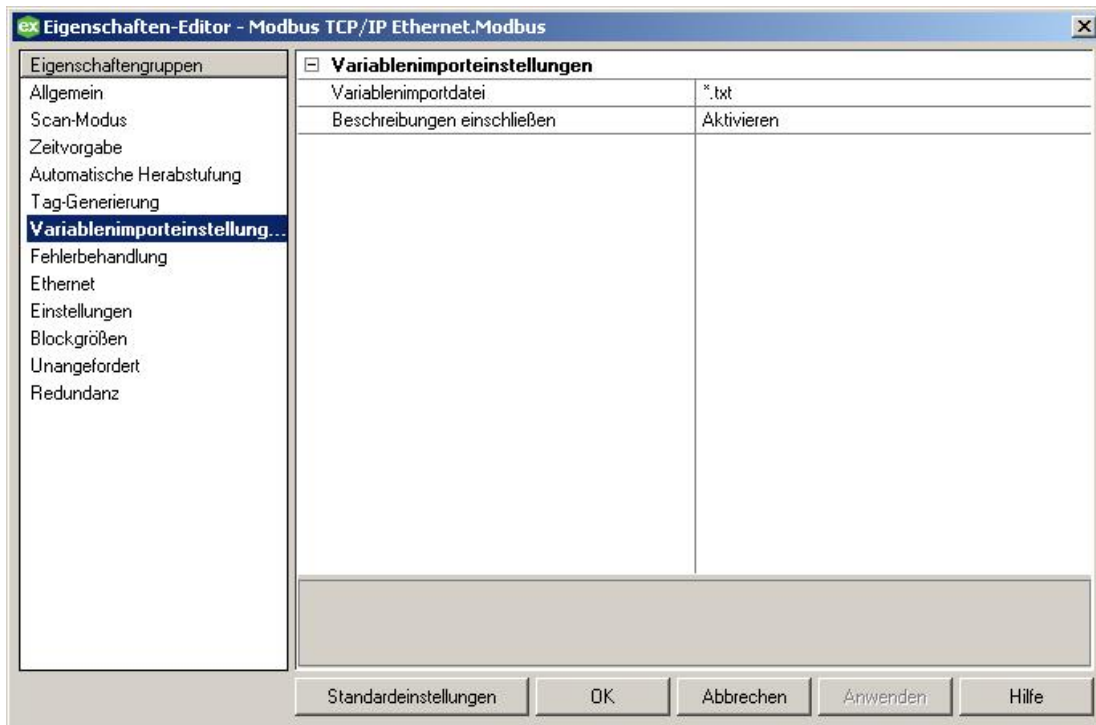 ex Eigenschaften-Editor - Modbus TCP/IP Ethernet.Modbus
Eigenschaftengruppen
Allgemein
Scan-Modus
Zeitvorgabe
Automatische Herabstufung
Tag-Generierung
Variablenimporteinstellung...
Fehlerbehandlung
Ethernet
Einstellungen
Blockgrößen
Unangefordert
Redundanz
Variablenimporteinstellungen
Variablenimportdatei *.txt
Beschreibungen einschließen Aktivieren
Standardeinstellungen OK Abbrechen Anwenden Hilfe